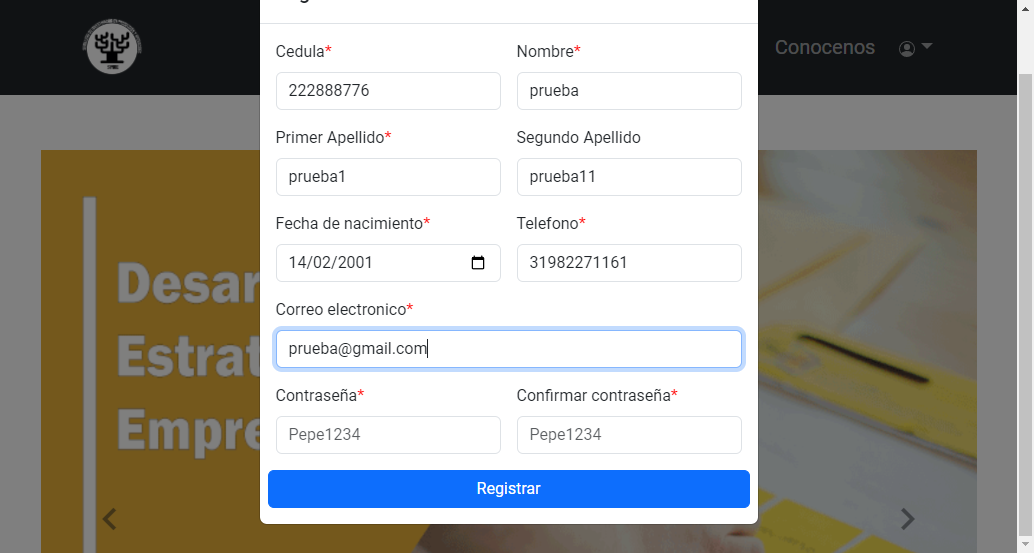 Conocenos
Cedula* Nombre*
222888776 prueba
Primer Apellido* Segundo Apellido
prueba1 prueba11
Fecha de nacimiento* Telefono*
14/02/2001 31982271161
Correo electronico*
prueba@gmail.com
Contraseña* Confirmar contraseña*
Pepe1234 Pepe1234
Registrar
Desar
Estrat
Empre